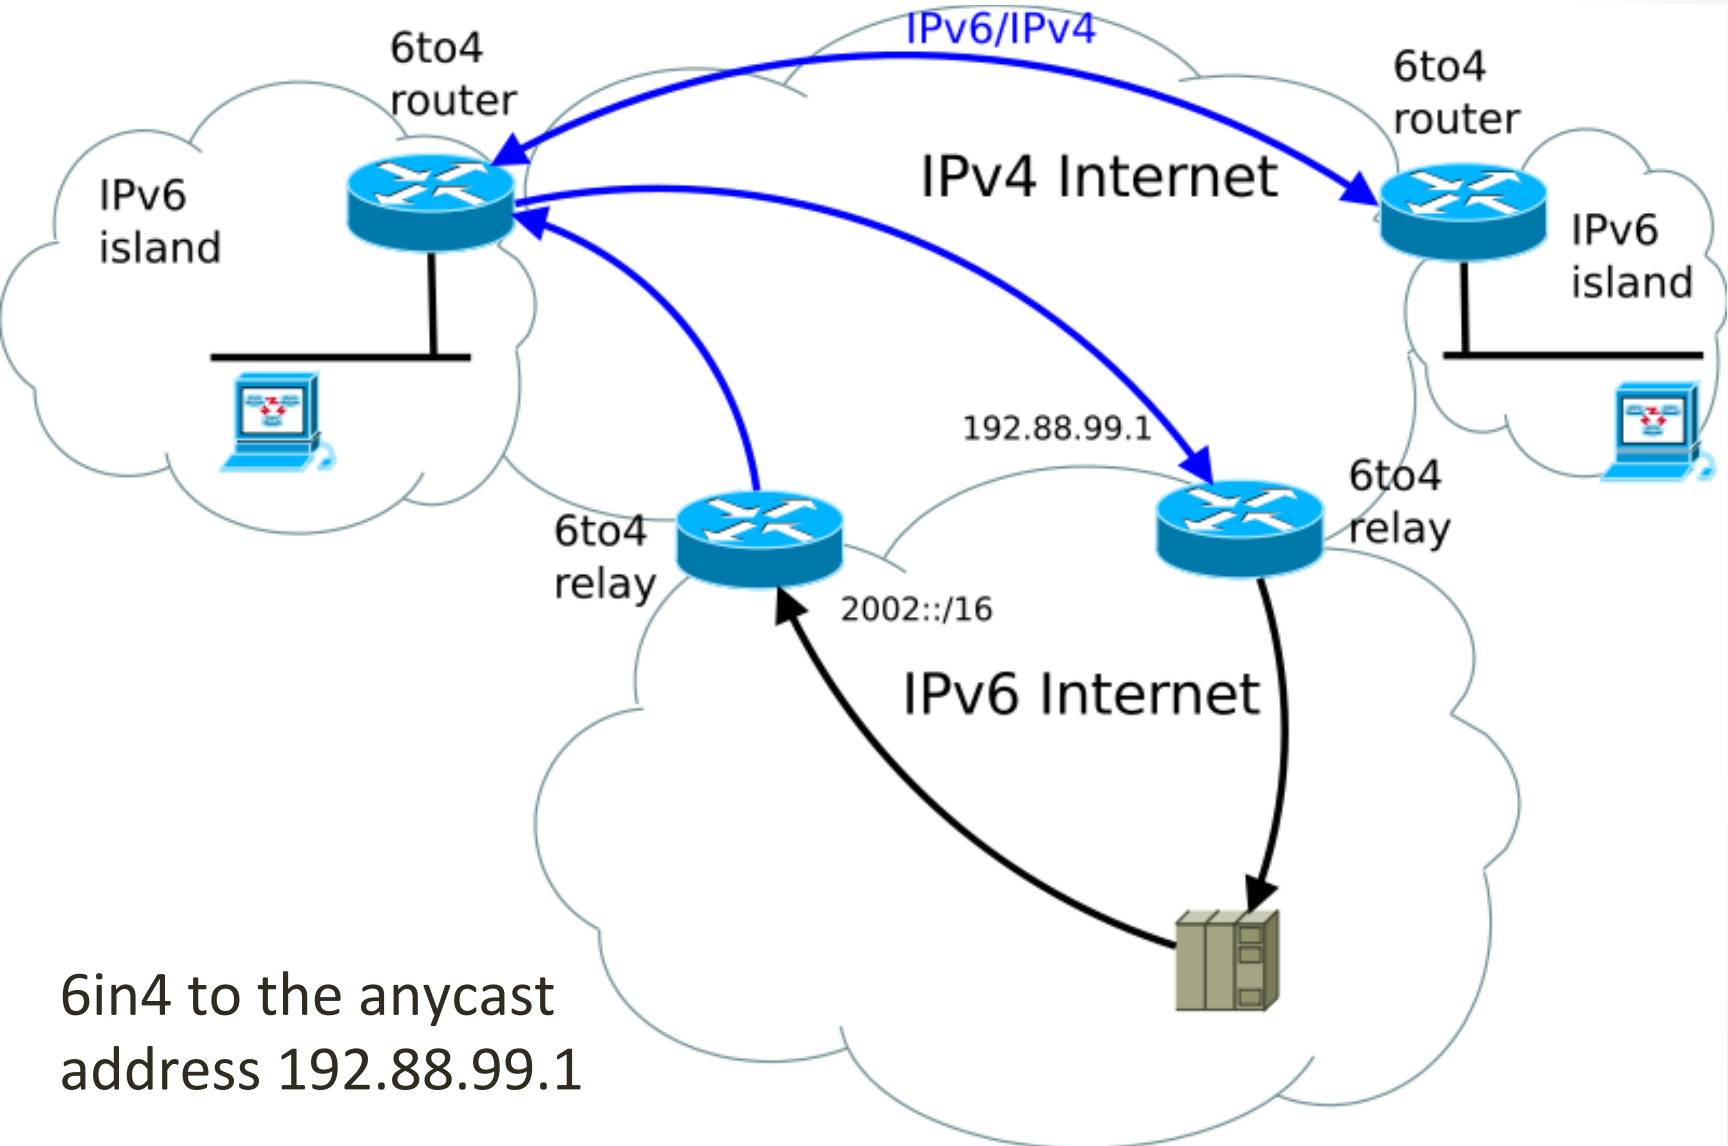 IPv6/IPv4
6to4
router
6to4
router
IPv4 Internet
IPv6
island
IPv6
island
192.88.99.1
6to4
relay
6to4
relay
2002::/16
IPv6 Internet
6in4 to the anycast
address 192.88.99.1